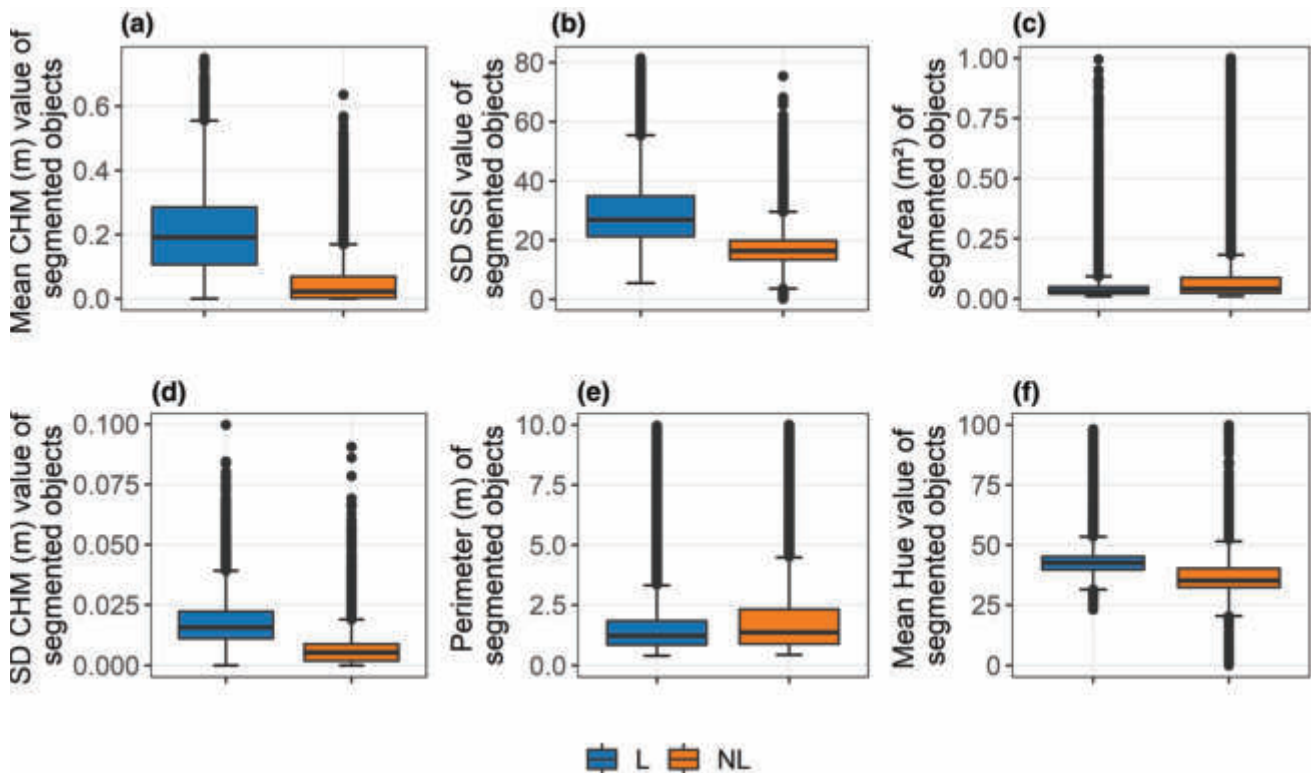 (a)
Mean CHM (m) value of
segmented objects
0.6
0.4
0.2
0.0
(b)
SD SSI value of
segmented objects
80
60
40
20
0
(c)
Area (m²) of
segmented objects
1.00
0.75
0.50
0.25
0.00
(d)
SD CHM (m) value of
segmented objects
0.100
0.075
0.050
0.025
0.000
(e)
Perimeter (m) of
segmented objects
10.0
7.5
5.0
2.5
0.0
(f)
Mean Hue value of
segmented objects
100
75
50
25
0
L NL